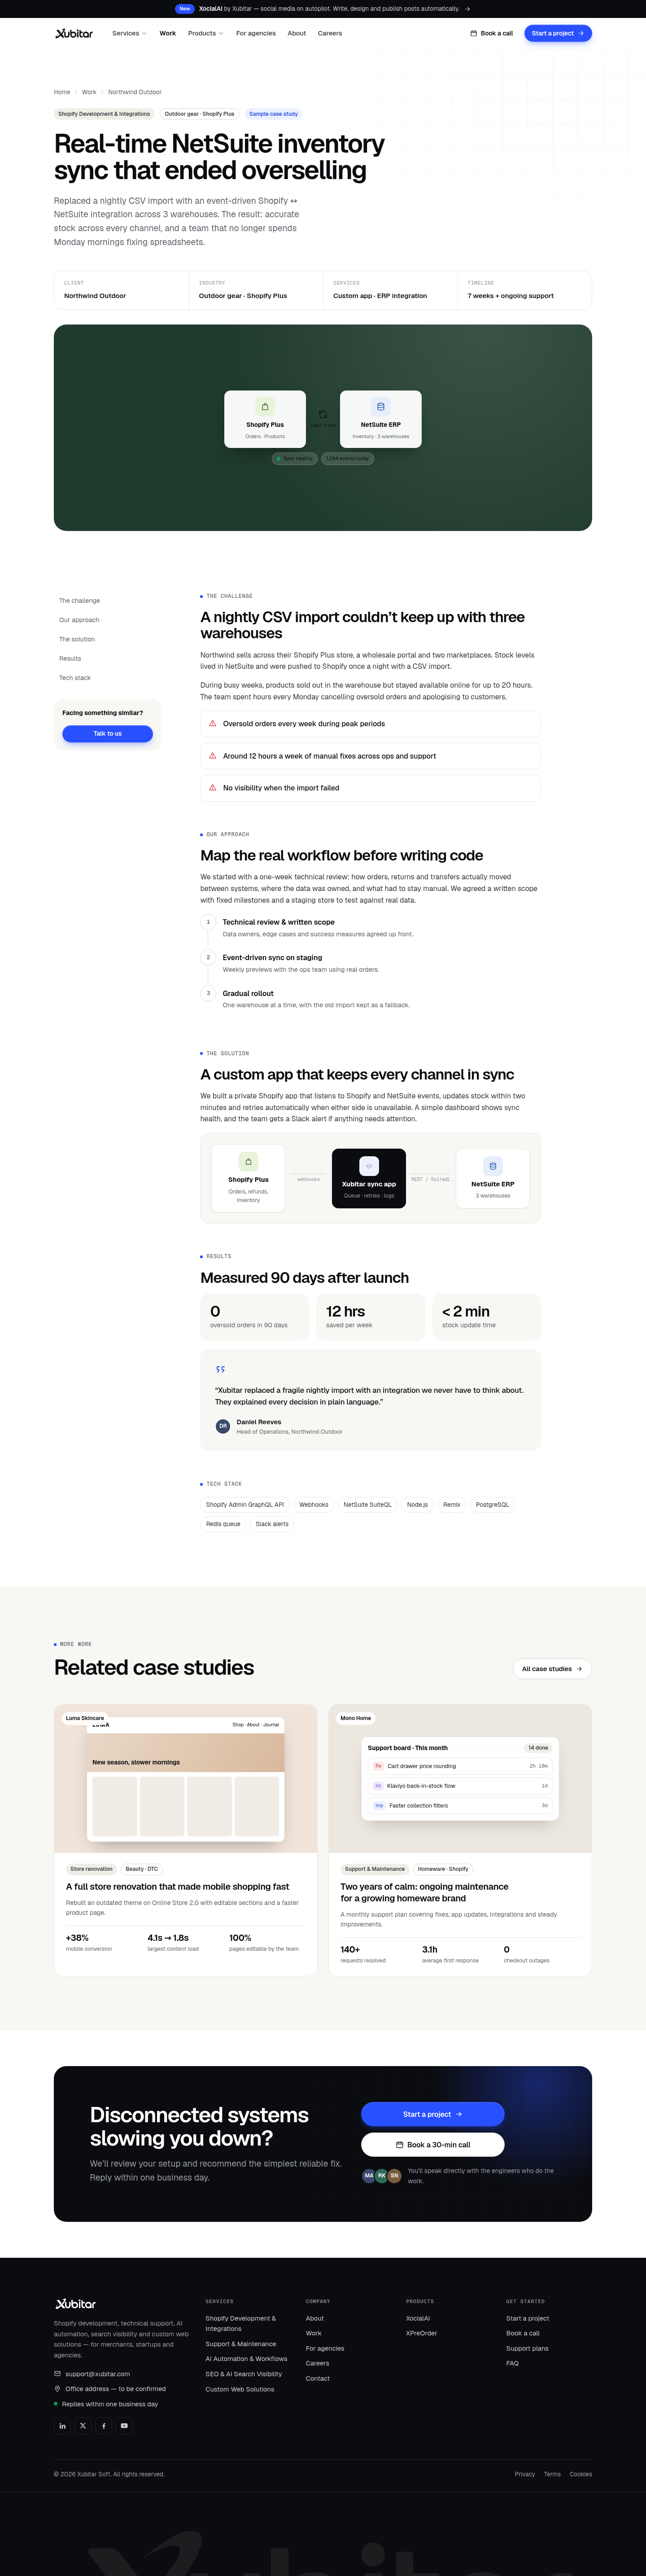 New XocialAI by Xubitar — social media on autopilot. Write, design and publish posts automatically. →
Xubitar Services Work Products For agencies About Careers Book a call Start a project →
Home › Work › Northwind Outdoor
Shopify Development & Integrations Outdoor gear · Shopify Plus Sample case study
Real-time NetSuite inventory
sync that ended overselling
Replaced a nightly CSV import with an event-driven Shopify ↔
NetSuite integration across 3 warehouses. The result: accurate
stock across every channel, and a team that no longer spends
Monday mornings fixing spreadsheets.
CLIENT INDUSTRY SERVICES TIMELINE
Northwind Outdoor Outdoor gear · Shopify Plus Custom app · ERP integration 7 weeks + ongoing support
Shopify Plus NetSuite ERP
real-time
Orders · Products Inventory · 3 warehouses
Sync healthy 1,284 events today
The challenge
Our approach
The solution
Results
Tech stack
Facing something similar?
Talk to us
THE CHALLENGE
A nightly CSV import couldn’t keep up with three
warehouses
Northwind sells across their Shopify Plus store, a wholesale portal and two marketplaces. Stock levels
lived in NetSuite and were pushed to Shopify once a night with a CSV import.
During busy weeks, products sold out in the warehouse but stayed available online for up to 20 hours.
The team spent hours every Monday cancelling oversold orders and apologising to customers.
Oversold orders every week during peak periods
Around 12 hours a week of manual fixes across ops and support
No visibility when the import failed
OUR APPROACH
Map the real workflow before writing code
We started with a one-week technical review: how orders, returns and transfers actually moved
between systems, where the data was owned, and what had to stay manual. We agreed a written scope
with fixed milestones and a staging store to test against real data.
1 Technical review & written scope
Data owners, edge cases and success measures agreed up front.
2 Event-driven sync on staging
Weekly previews with the ops team using real orders.
3 Gradual rollout
One warehouse at a time, with the old import kept as a fallback.
THE SOLUTION
A custom app that keeps every channel in sync
We built a private Shopify app that listens to Shopify and NetSuite events, updates stock within two
minutes and retries automatically when either side is unavailable. A simple dashboard shows sync
health, and the team gets a Slack alert if anything needs attention.
Shopify Plus
Orders, refunds,
inventory
webhooks
Xubitar sync app
Queue · retries · logs
REST / SuiteQL
NetSuite ERP
3 warehouses
RESULTS
Measured 90 days after launch
0 12 hrs < 2 min
oversold orders in 90 days saved per week stock update time
“Xubitar replaced a fragile nightly import with an integration we never have to think about.
They explained every decision in plain language.”
DR Daniel Reeves
Head of Operations, Northwind Outdoor
TECH STACK
Shopify Admin GraphQL API Webhooks NetSuite SuiteQL Node.js Remix PostgreSQL
Redis queue Slack alerts
MORE WORK
Related case studies All case studies →
Luma Skincare
LUMA Shop · About · Journal
New season, slower mornings
Store renovation Beauty · DTC
A full store renovation that made mobile shopping fast
Rebuilt an outdated theme on Online Store 2.0 with editable sections and a faster
product page.
+38% 4.1s → 1.8s 100%
mobile conversion largest content load pages editable by the team
Mono Home
Support board · This month 14 done
Fix Cart drawer price rounding 2h 10m
Int Klaviyo back-in-stock flow 1d
Imp Faster collection filters 3d
Support & Maintenance Homeware · Shopify
Two years of calm: ongoing maintenance
for a growing homeware brand
A monthly support plan covering fixes, app updates, integrations and steady
improvements.
140+ 3.1h 0
requests resolved average first response checkout outages
Disconnected systems
slowing you down?
We’ll review your setup and recommend the simplest reliable fix.
Reply within one business day.
Start a project →
Book a 30-min call
MA RK SN You’ll speak directly with the engineers who do the
work.
Xubitar
Shopify development, technical support, AI
automation, search visibility and custom web
solutions — for merchants, startups and
agencies.
support@xubitar.com
Office address — to be confirmed
Replies within one business day
SERVICES
Shopify Development &
Integrations
Support & Maintenance
AI Automation & Workflows
SEO & AI Search Visibility
Custom Web Solutions
COMPANY
About
Work
For agencies
Careers
Contact
PRODUCTS
XocialAI
XPreOrder
GET STARTED
Start a project
Book a call
Support plans
FAQ
© 2026 Xubitar Soft. All rights reserved. Privacy Terms Cookies
Xubitar